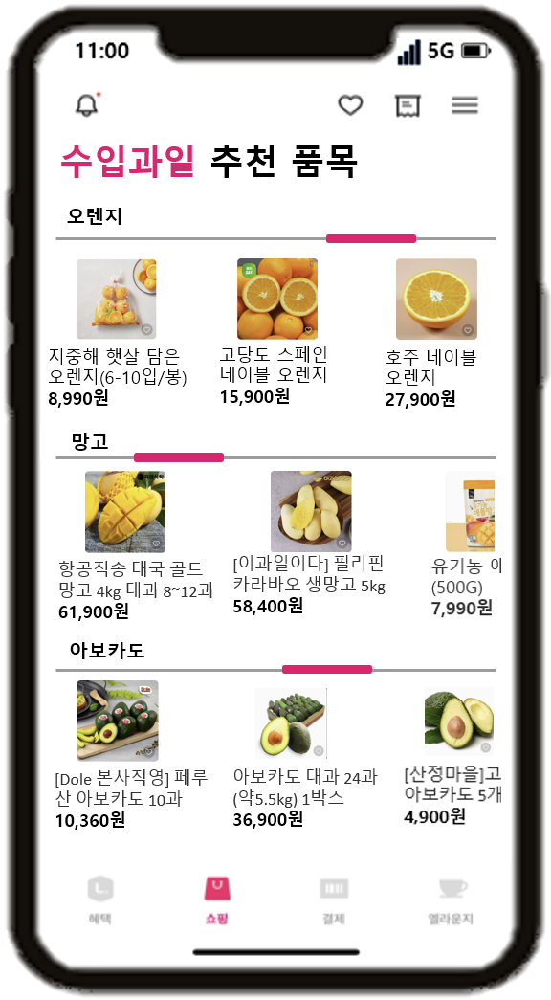 11:00
5G
수입과일 추천 품목
오렌지
지중해 햇살 담은
오렌지(6-10입/봉)
8,990원
고당도 스페인
네이블 오렌지
15,900원
호주 네이블
오렌지
27,900원
망고
항공직송 태국 골드
망고 4kg 대과 8~12과
61,900원
[이과일이다] 필리핀
카라바오 생망고 5kg
58,400원
유기농
(500G)
7,990원
아보카도
Dole
[Dole 본사직영] 페루
산 아보카도 10과
10,360원
아보카도 대과 24과
(약5.5kg) 1박스
36,900원
[산정마을]고
아보카도 5개
4,900원
L.
혜택
쇼핑
결제
엘라운지